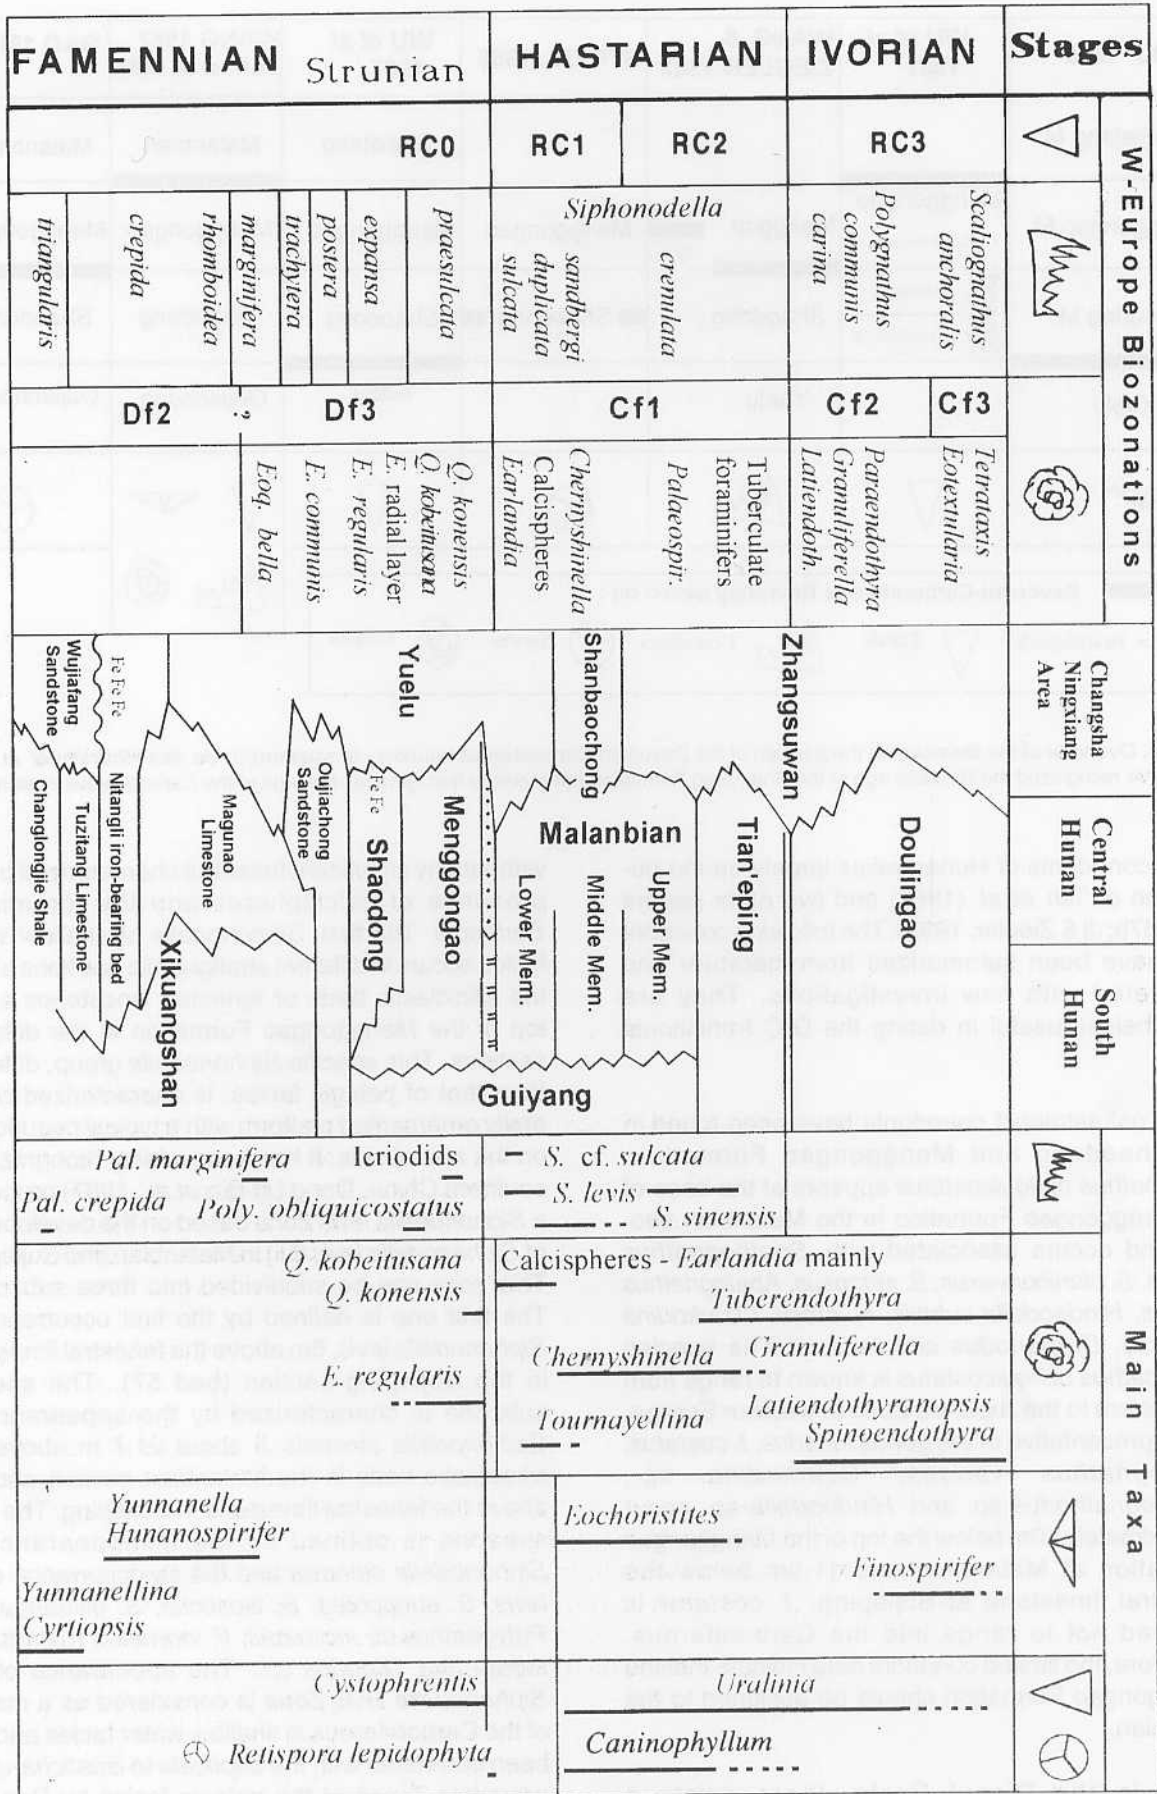 FAMENNIAN Strunian HASTARIAN IVORIAN Stages
RC0 RC1 RC2 RC3
W-Europe Biozonations
triangularis
crepida
rhomboidea
marginifera
trachytera
postera
expansa
praesulcata
Siphonodella
sulcata
duplicata
sandbergi
crenulata
carina
communis
Polygnathus
anchoralis
Scaliognathus
Df2 ? Df3 Cf1 Cf2 Cf3
Eoq. bella
E. communis
E. regularis
E. radial layer
Q. kobeitusana
Q. konensis
Earlandia
Calcispheres
Chernyshinella
Palaeospir.
Tuberculate
foraminifers
Latiendoth.
Granuliferella
Paraendothyra
Eotextularia
Tetrataxis
Wujiafang
Sandstone
Fe Fe Fe
Yuelu
Shanbaochong
Zhangsuwan
Changsha
Ningxiang
Area
Changlongjie Shale
Tuzitang Limestone
Nitangli iron-bearing bed
Magunao
Limestone
Oujiachong
Sandstone
Fe Fe
Xikuangshan
Shaodong
Menggongao
Malanbian
Lower Mem.
Middle Mem.
Upper Mem.
Tianeping
Doulingao
Guiyang
Central
Hunan
South
Hunan
Main Taxa
Pal. marginifera Icriodids S. cf. sulcata
Pal. crepida Poly. obliquicostatus S. levis
S. sinensis
Q. kobeitusana Calcispheres - Earlandia mainly
Q. konensis Tuberendothyra
E. regularis Chernyshinella Granuliferella
Tournayellina Latiendothyranopsis
Spinoendothyra
Yunnanella Eochoristites
Hunanospirifer
Finospirifer
Yunnanellina
Cyrtiopsis
Cystophrentis Uralinia
Retispora lepidophyta Caninophyllum